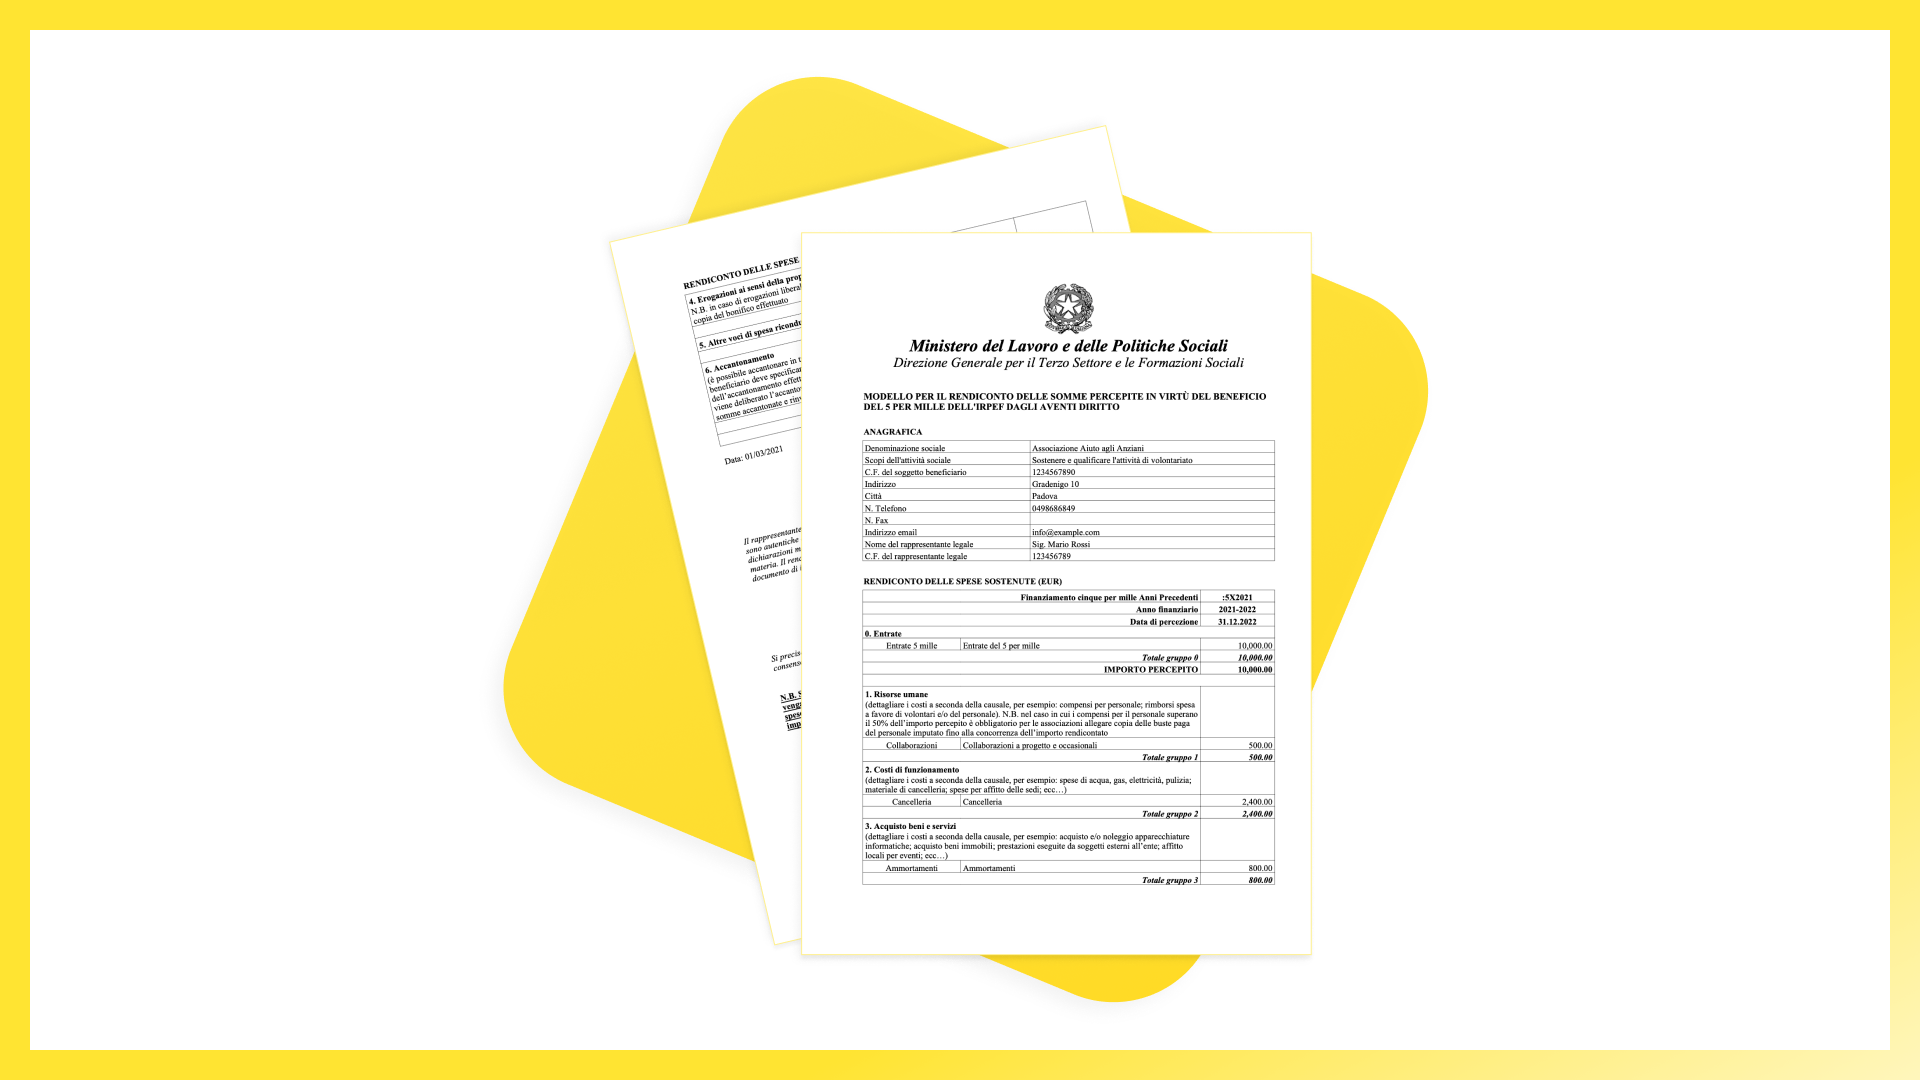 RENDICONTO DELLE SPESE
4. Erogazioni ai sensi della
N.B. in caso di erogazioni
copia del bonifico effettuato
5. Altre voci di spesa
6. Accantonamento
(è possibile accantonare in
beneficiario deve
dell'accantonamento
viene deliberato
somme accantonate e
Data: 01/03/2021
Il rappresentante
sono autentiche
dichiarazioni
materia. Il
documento di
Si
N.B.
Ministero del Lavoro e delle Politiche Sociali
Direzione Generale per il Terzo Settore e le Formazioni Sociali
MODELLO PER IL RENDICONTO DELLE SOMME PERCEPITE IN VIRTÙ DEL BENEFICIO
DEL 5 PER MILLE DELL'IRPEF DAGLI AVENTI DIRITTO
ANAGRAFICA
Denominazione sociale Associazione Aiuto agli Anziani
Scopi dell'attività sociale Sostenere e qualificare l'attività di volontariato
C.F. del soggetto beneficiario 1234567890
Indirizzo Gradenigo 10
Città Padova
N. Telefono 0498686849
N. Fax
Indirizzo email info@example.com
Nome del rappresentante legale Sig. Mario Rossi
C.F. del rappresentante legale 123456789
RENDICONTO DELLE SPESE SOSTENUTE (EUR)
Finanziamento cinque per mille Anni Precedenti :5X2021
Anno finanziario 2021-2022
Data di percezione 31.12.2022
0. Entrate
Entrate 5 mille Entrate del 5 per mille 10,000.00
Totale gruppo 0 10,000.00
IMPORTO PERCEPITO 10,000.00
1. Risorse umane
(dettagliare i costi a seconda della causale, per esempio: compensi per personale; rimborsi spesa
a favore di volontari e/o del personale). N.B. nel caso in cui i compensi per il personale superano
il 50% dell'importo percepito è obbligatorio per le associazioni allegare copia delle buste paga
del personale imputato fino alla concorrenza dell'importo rendicontato
Collaborazioni Collaborazioni a progetto e occasionali 500.00
Totale gruppo 1 500.00
2. Costi di funzionamento
(dettagliare i costi a seconda della causale, per esempio: spese di acqua, gas, elettricità, pulizia;
materiale di cancelleria; spese per affitto delle sedi; ecc…)
Cancelleria Cancelleria 2,400.00
Totale gruppo 2 2,400.00
3. Acquisto beni e servizi
(dettagliare i costi a seconda della causale, per esempio: acquisto e/o noleggio apparecchiature
informatiche; acquisto beni immobili; prestazioni eseguite da soggetti esterni all'ente; affitto
locali per eventi; ecc…)
Ammortamenti Ammortamenti 800.00
Totale gruppo 3 800.00